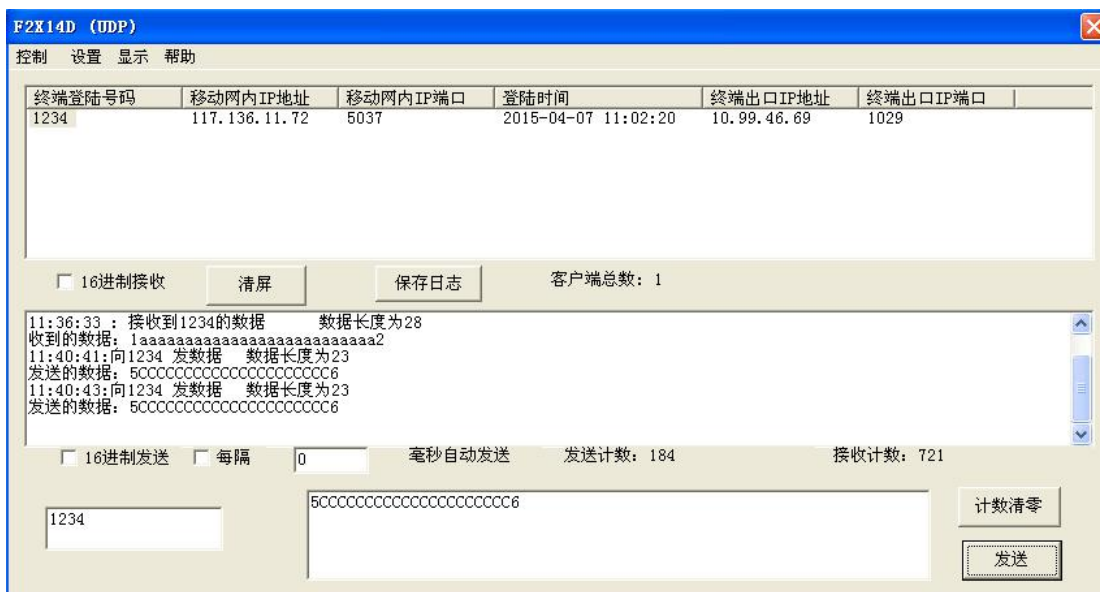 F2X14D (UDP)
控制 设置 显示 帮助
终端登陆号码 移动网内IP地址 移动网内IP端口 登陆时间 终端出口IP地址 终端出口IP端口
1234 117.136.11.72 5037 2015-04-07 11:02:20 10.99.46.69 1029
16进制接收 清屏 保存日志 客户端总数: 1
11:36:33 : 接收到1234的数据 数据长度为28
收到的数据: 1aaaaaaaaaaaaaaaaaaaaaaaaaa2
11:40:41:向1234 发数据 数据长度为23
发送的数据: 5CCCCCCCCCCCCCCCCCCCCC6
11:40:43:向1234 发数据 数据长度为23
发送的数据: 5CCCCCCCCCCCCCCCCCCCCC6
16进制发送 每隔 0 毫秒自动发送 发送计数: 184 接收计数: 721
1234
5CCCCCCCCCCCCCCCCCCCCC6
计数清零
发送